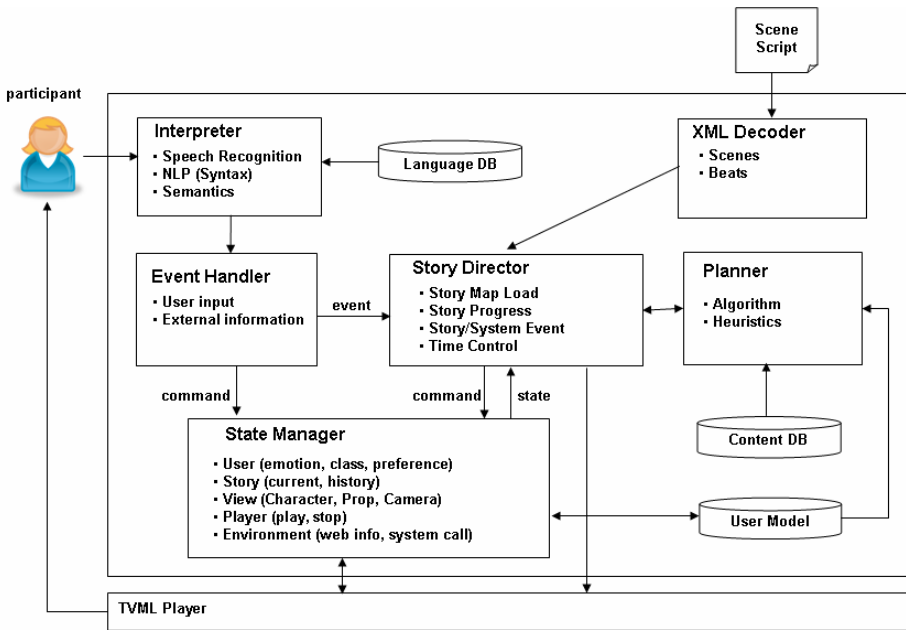 Scene
Script
participant
Interpreter
• Speech Recognition
• NLP (Syntax)
• Semantics
Language DB
XML Decoder
• Scenes
• Beats
Event Handler
• User input
• External information
event
Story Director
• Story Map Load
• Story Progress
• Story/System Event
• Time Control
Planner
• Algorithm
• Heuristics
command
command
state
State Manager
• User (emotion, class, preference)
• Story (current, history)
• View (Character, Prop, Camera)
• Player (play, stop)
• Environment (web info, system call)
Content DB
User Model
TVML Player